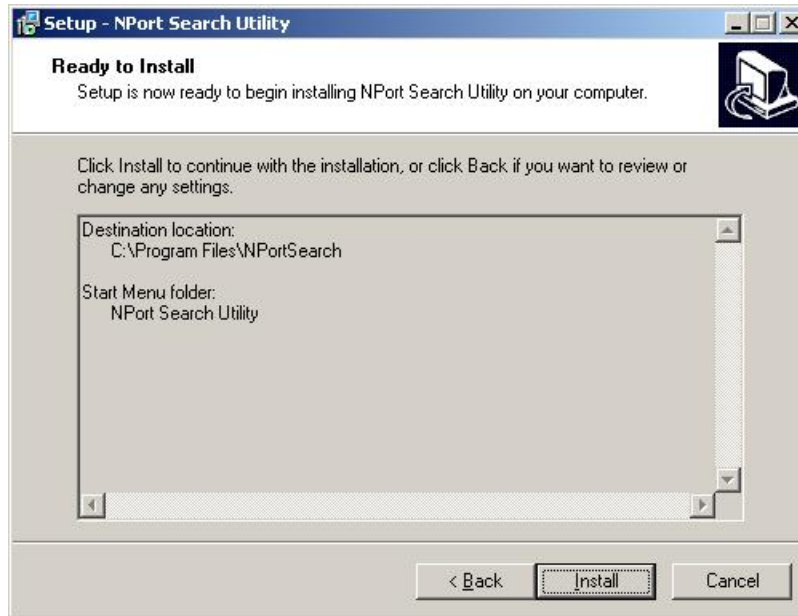 Setup - NPort Search Utility
Ready to Install
Setup is now ready to begin installing NPort Search Utility on your computer.
Click Install to continue with the installation, or click Back if you want to review or
change any settings.
Destination location:
C:\Program Files\NPortSearch
Start Menu folder:
NPort Search Utility
< Back
Install
Cancel